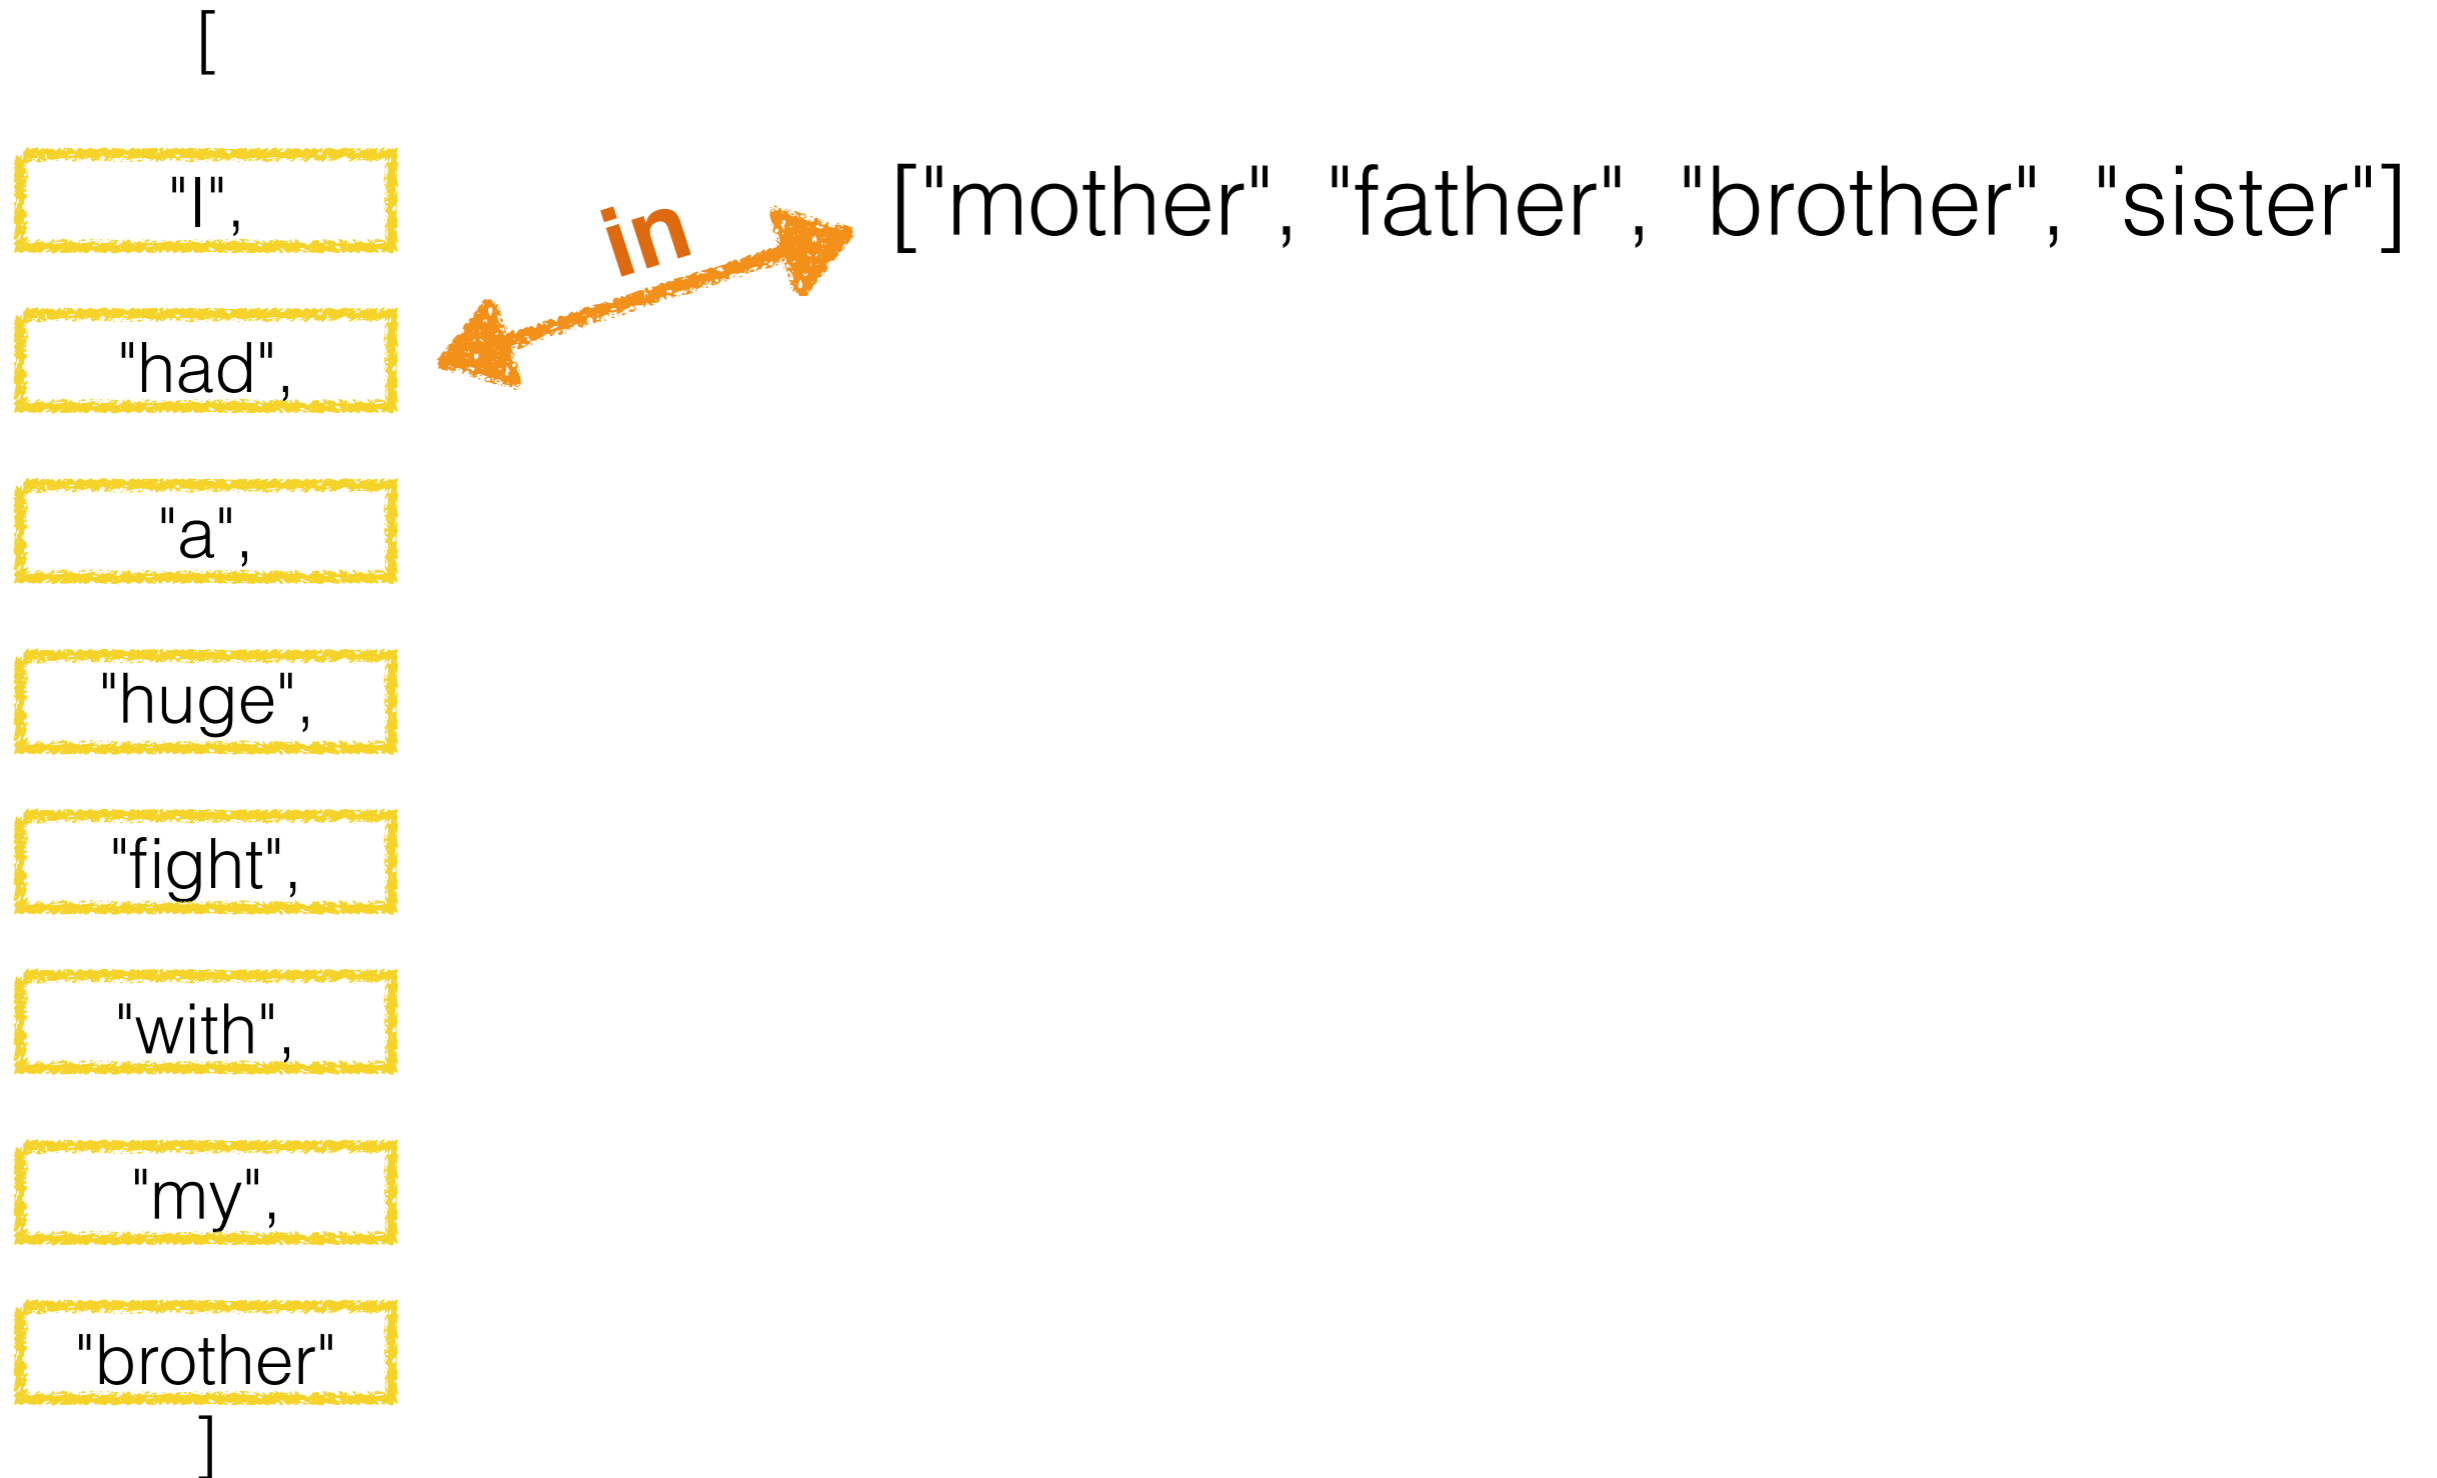 [
"I",
in
["mother", "father", "brother", "sister"]
"had",
"a",
"huge",
"fight",
"with",
"my",
"brother"
]